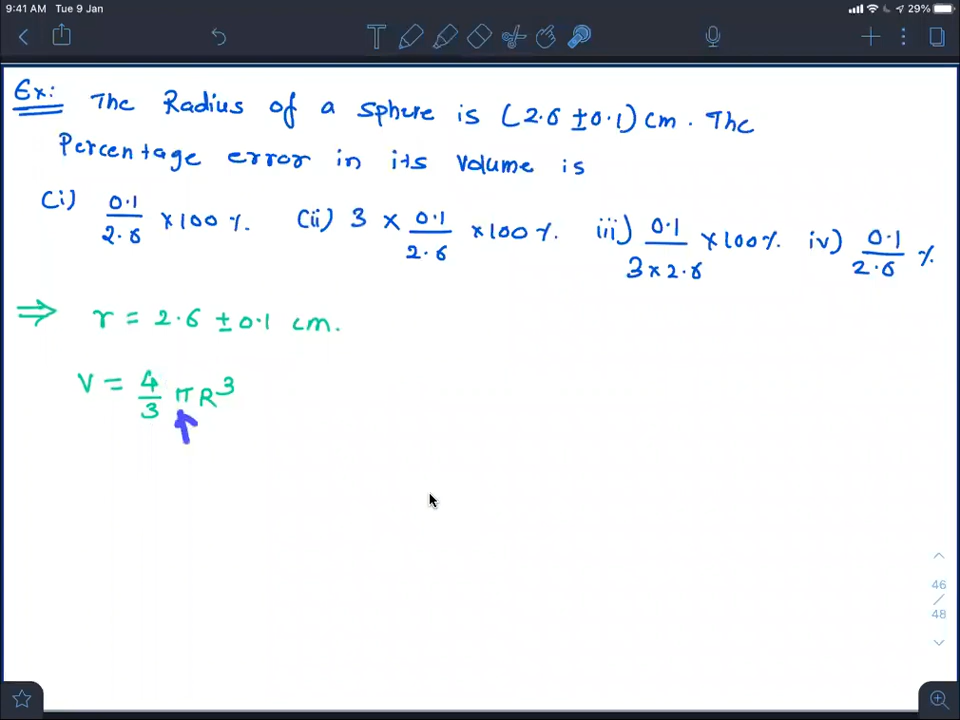 9:41 AM Tue 9 Jan 29%
Ex: The Radius of a sphere is (2.6 ±0.1) cm. The
Percentage error in its volume is
(i) 0.1/2.6 ×100 %. (ii) 3 × 0.1/2.6 ×100 %. iii) 0.1/3×2.6 ×100%. iv) 0.1/2.6 %
⇒ r = 2.6 ±0.1 cm.
V = 4/3 πR³
46
/
48